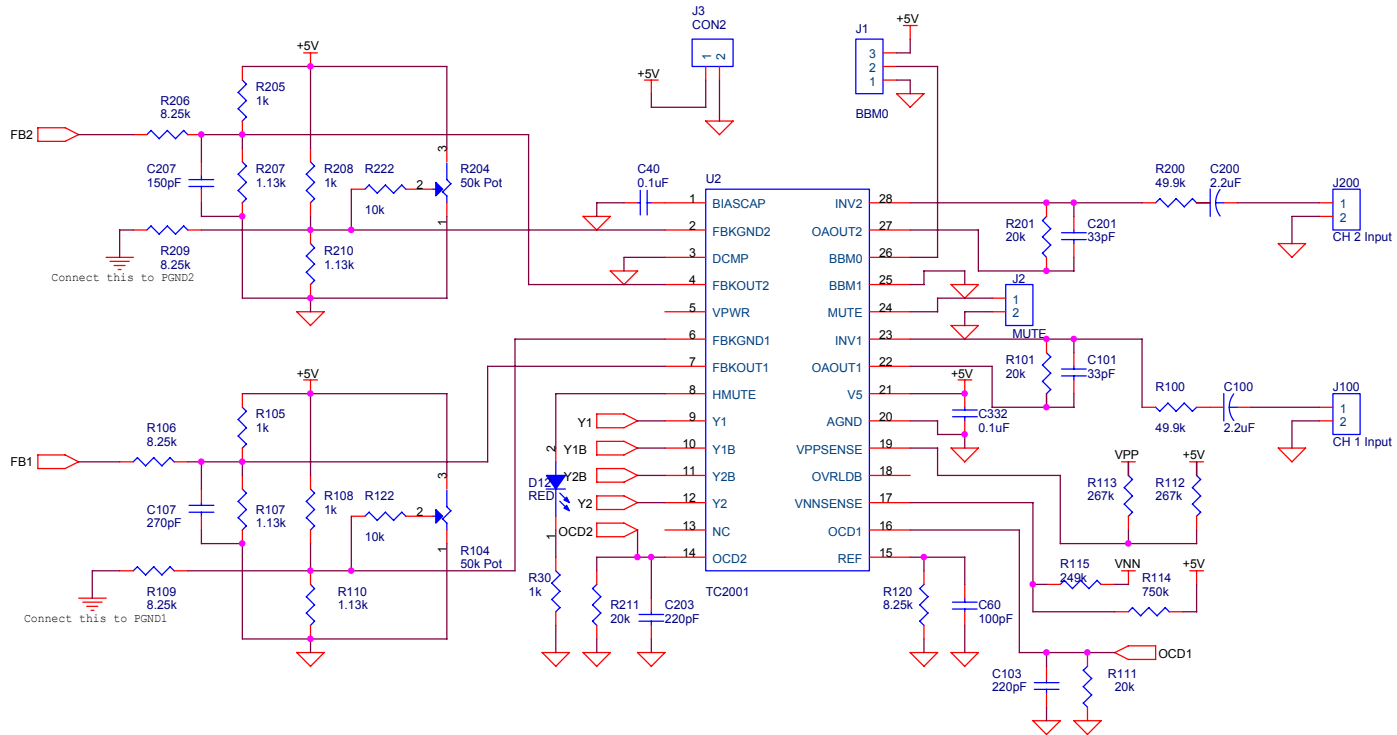 J3
CON2
1
2
+5V
J1
+5V
3
2
1
BBM0
+5V
R205
1k
R206
8.25k
FB2
C207
150pF
R207
1.13k
R208
1k
R222
10k
3
2
1
R204
50k Pot
R209
8.25k
Connect this to PGND2
R210
1.13k
C40
0.1uF
U2
1 BIASCAP
2 FBKGND2
3 DCMP
4 FBKOUT2
5 VPWR
6 FBKGND1
7 FBKOUT1
8 HMUTE
9 Y1
10 Y1B
11 Y2B
12 Y2
13 NC
14 OCD2
INV2 28
OAOUT2 27
BBM0 26
BBM1 25
MUTE 24
INV1 23
OAOUT1 22
V5 21
AGND 20
VPPSENSE 19
OVRLDB 18
VNNSENSE 17
OCD1 16
REF 15
TC2001
R200
49.9k
C200
2.2uF
J200
1
2
CH 2 Input
R201
20k
C201
33pF
J2
1
2
MUTE
R101
20k
C101
33pF
R100
49.9k
C100
2.2uF
J100
1
2
CH 1 Input
+5V
C332
0.1uF
VPP
+5V
R113
267k
R112
267k
R115
249k
VNN
R114
750k
+5V
R120
8.25k
C60
100pF
OCD1
C103
220pF
R111
20k
+5V
R105
1k
R106
8.25k
FB1
C107
270pF
R107
1.13k
R108
1k
R122
10k
3
2
1
R104
50k Pot
R109
8.25k
Connect this to PGND1
R110
1.13k
Y1
Y1B
Y2B
Y2
OCD2
2
D12
RED
1
R30
1k
R211
20k
C203
220pF